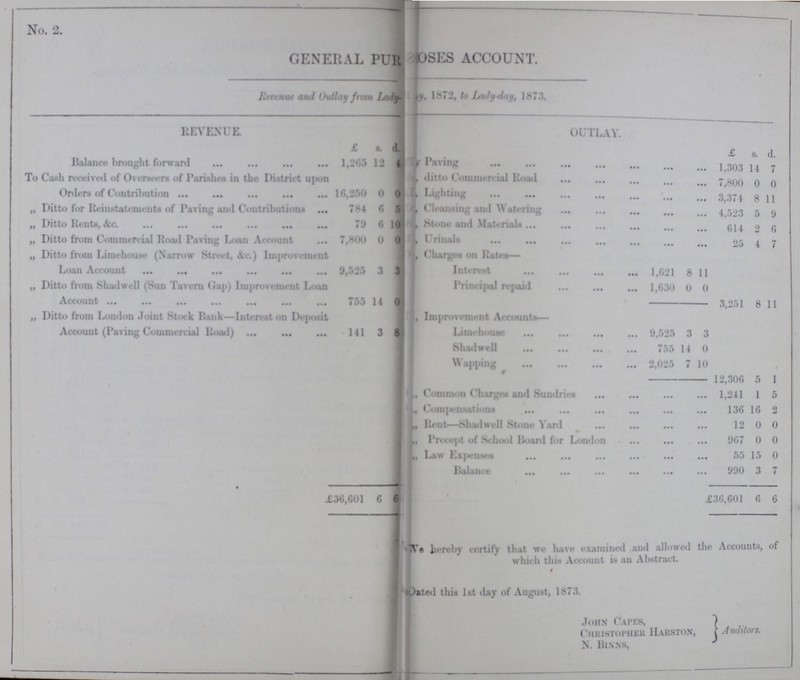 No. 2.
GENERAL PURPOSES ACCOUNT.
Revenue and Outlay from Lady-day, 1872, to Lady-day, 1873.
REVENUE.
£ s. d.
Balance brought forward ... ... ... ... 1,265 12 4
To Cash received of Overseers of Parishes in the District upon
Orders of Contribution ... ... ... ... ... 16,250 0 0
„ Ditto for Reinstatements of Paving and Contributions ... 784 6 5
„ Ditto Rents, &c. ... ... ... ... ... ... 79 6 10
„ Ditto from Commercial Road Paving Loan Account ... 7,800 0 0
„ Ditto from Limehouse (Narrow Street, &c.) Improvement
Loan Account ... ... ... ... ... ... 9,525 3 3
„ Ditto from Shadwell (Sun Tavern Gap) Improvement Loan
Account ... ... ... ... ... ... ... 755 14 0
„ Ditto from London Joint Stock Bank—Interest on Deposit
Account (Paving Commercial Road) ... ... ... 141 3 8
£36,601 6 6
OUTLAY.
£ s. d.
y Paving ... ... ... ... ... ... ... 1,303 14 7
, ditto Commercial Road ... ... ... ... ... 7,800 0 0
, Lighting ... ... ... ... ... ... ... 3,374 8 11
, Cleansing and Watering ... ... ... ... ... 4,523 5 9
, Stone and Materials ... ... ... ... ... ... 614 2 6
, Urinals ... ... ... ... ... ... ... 25 4 7
, Charges on Rates—
Interest ... ... ... ... ... 1,621 8 11
Principal repaid ... ... ... ... 1,630 0 0
3,251 8 11
, Improvement Accounts—
Limehouse ... ... ... ... 9,525 3 3
Shadwell ... ... ... ... 755 14 0
Wapping ... ... ... ... 2,025 7 10
12,306 5 1
„ Common Charges and Sundries ... ... ... ... 1,241 1 5
„ Compensations ... ... ... ... ... ... 136 16 2
„ Rent—Shadwell Stone Yard ... ... ... ... 12 0 0
„ Precept of School Board for London ... ... ... 967 0 0
„ Law Expenses ... ... ... ... ... ... 55 15 0
Balance ... ... ... ... ... ... 990 3 7
£36,601 6 6
We hereby certify that we have examined and allowed the Accounts, of
which this Account is an Abstract.
Dated this 1st day of August, 1873.
JOHN CAPES,
CHRISTOPHER HARSTON, } Auditors.
N. BINNS,